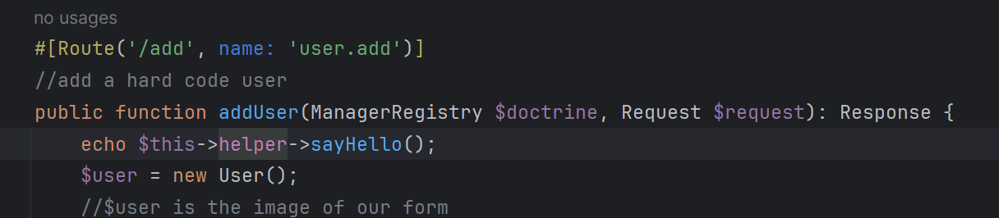 no usages
#[Route('/add', name: 'user.add')]
//add a hard code user
public function addUser(ManagerRegistry $doctrine, Request $request): Response {
echo $this->helper->sayHello();
$user = new User();
//$user is the image of our form